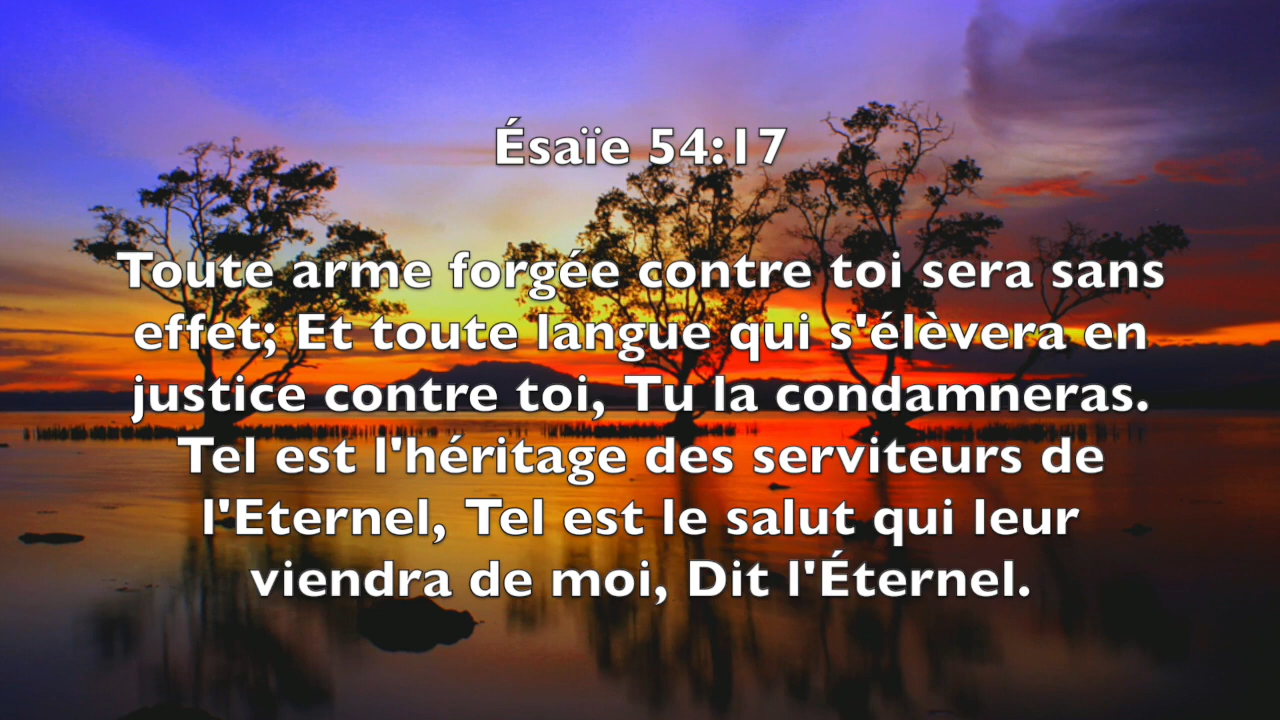 Ésaïe 54:17
Toute arme forgée contre toi sera sans
effet; Et toute langue qui s'élèvera en
justice contre toi, Tu la condamneras.
Tel est l'héritage des serviteurs de
l'Eternel, Tel est le salut qui leur
viendra de moi, Dit l'Éternel.